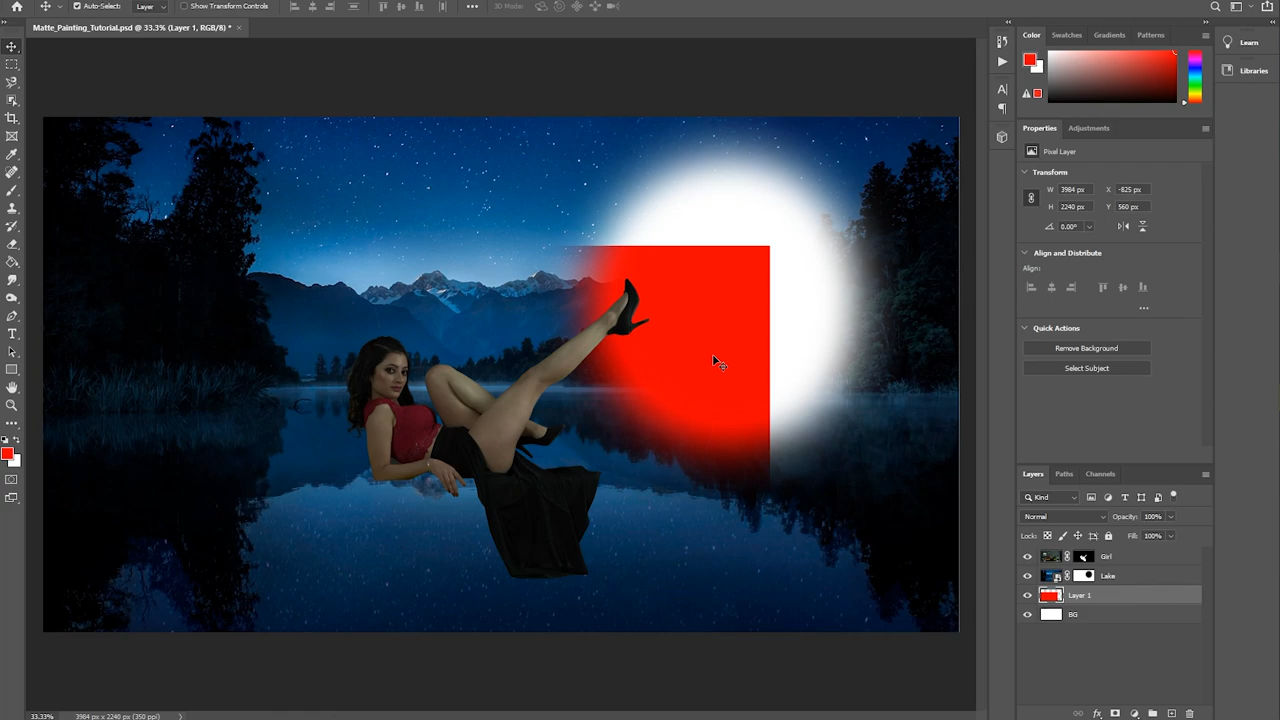 Auto-Select:
Layer
Show Transform Controls
3D Mode:
Matte_Painting_Tutorial.psd @ 33.3% (Layer 1, RGB/8) *
Color
Swatches
Gradients
Patterns
Learn
Libraries
Properties
Adjustments
Pixel Layer
Transform
W
3984 px
X
-825 px
H
2240 px
Y
560 px
0.00°
Align and Distribute
Align:
Quick Actions
Remove Background
Select Subject
Layers
Paths
Channels
Kind
Normal
Opacity:
100%
Lock:
Fill:
100%
Girl
Lake
Layer 1
BG
33.33%
3984 px x 2240 px (350 ppi)